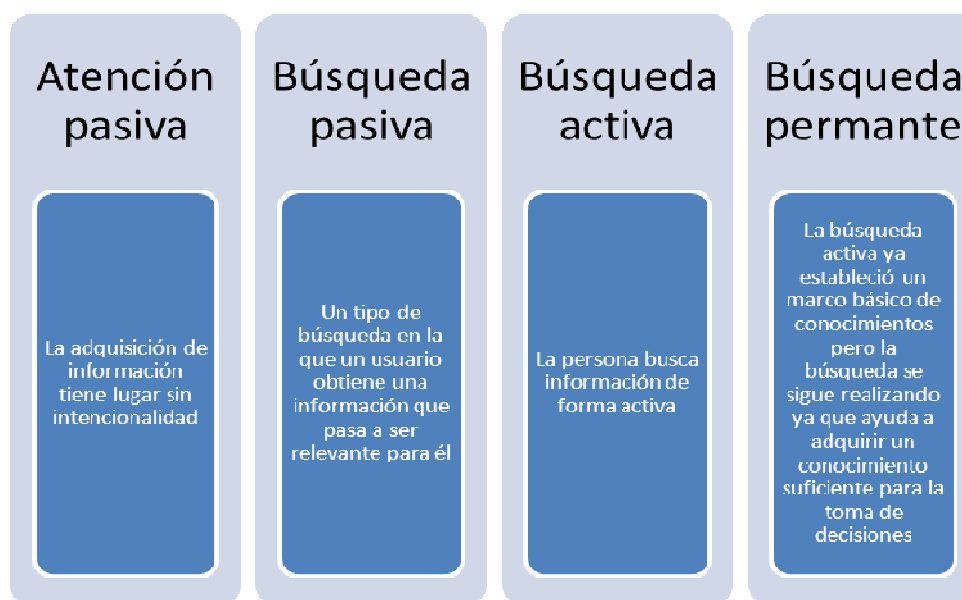 Atención
pasiva
La adquisición de
información
tiene lugar sin
intencionalidad
Búsqueda
pasiva
Un tipo de
búsqueda en la
que un usuario
obtiene una
información que
pasa a ser
relevante para él
Búsqueda
activa
La persona busca
información de
forma activa
Búsqueda
permante
La búsqueda
activa ya
estableció un
marco básico de
conocimientos
pero la
búsqueda se
sigue realizando
ya que ayuda a
adquirir un
conocimiento
suficiente para la
toma de
decisiones